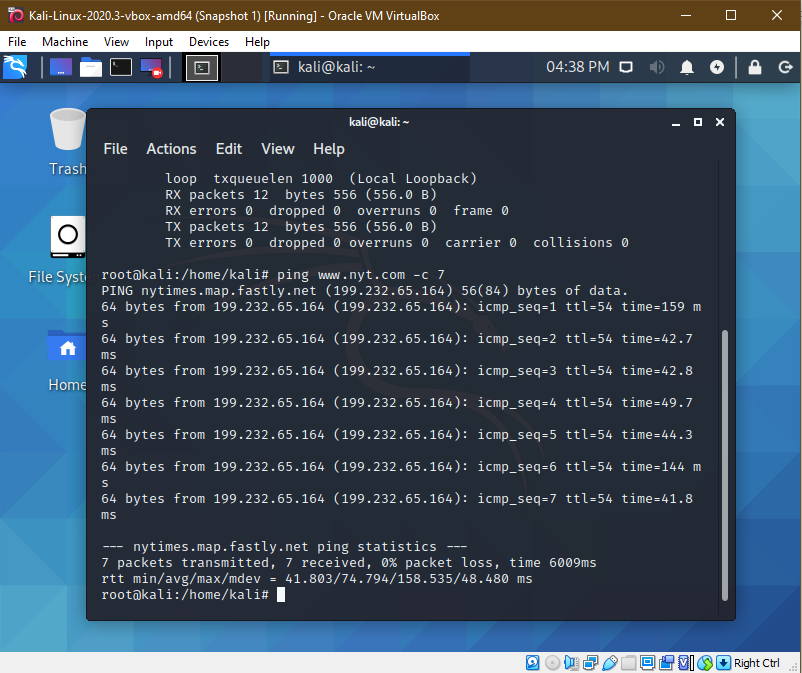 Kali-Linux-2020.3-vbox-amd64 (Snapshot 1) [Running] - Oracle VM VirtualBox
File Machine View Input Devices Help
kali@kali: ~ 04:38 PM
Trash
File Syste
Home
kali@kali: ~
File Actions Edit View Help
loop txqueuelen 1000 (Local Loopback)
RX packets 12 bytes 556 (556.0 B)
RX errors 0 dropped 0 overruns 0 frame 0
TX packets 12 bytes 556 (556.0 B)
TX errors 0 dropped 0 overruns 0 carrier 0 collisions 0
root@kali:/home/kali# ping www.nyt.com -c 7
PING nytimes.map.fastly.net (199.232.65.164) 56(84) bytes of data.
64 bytes from 199.232.65.164 (199.232.65.164): icmp_seq=1 ttl=54 time=159 m
s
64 bytes from 199.232.65.164 (199.232.65.164): icmp_seq=2 ttl=54 time=42.7
ms
64 bytes from 199.232.65.164 (199.232.65.164): icmp_seq=3 ttl=54 time=42.8
ms
64 bytes from 199.232.65.164 (199.232.65.164): icmp_seq=4 ttl=54 time=49.7
ms
64 bytes from 199.232.65.164 (199.232.65.164): icmp_seq=5 ttl=54 time=44.3
ms
64 bytes from 199.232.65.164 (199.232.65.164): icmp_seq=6 ttl=54 time=144 m
s
64 bytes from 199.232.65.164 (199.232.65.164): icmp_seq=7 ttl=54 time=41.8
ms
--- nytimes.map.fastly.net ping statistics ---
7 packets transmitted, 7 received, 0% packet loss, time 6009ms
rtt min/avg/max/mdev = 41.803/74.794/158.535/48.480 ms
root@kali:/home/kali#
Right Ctrl